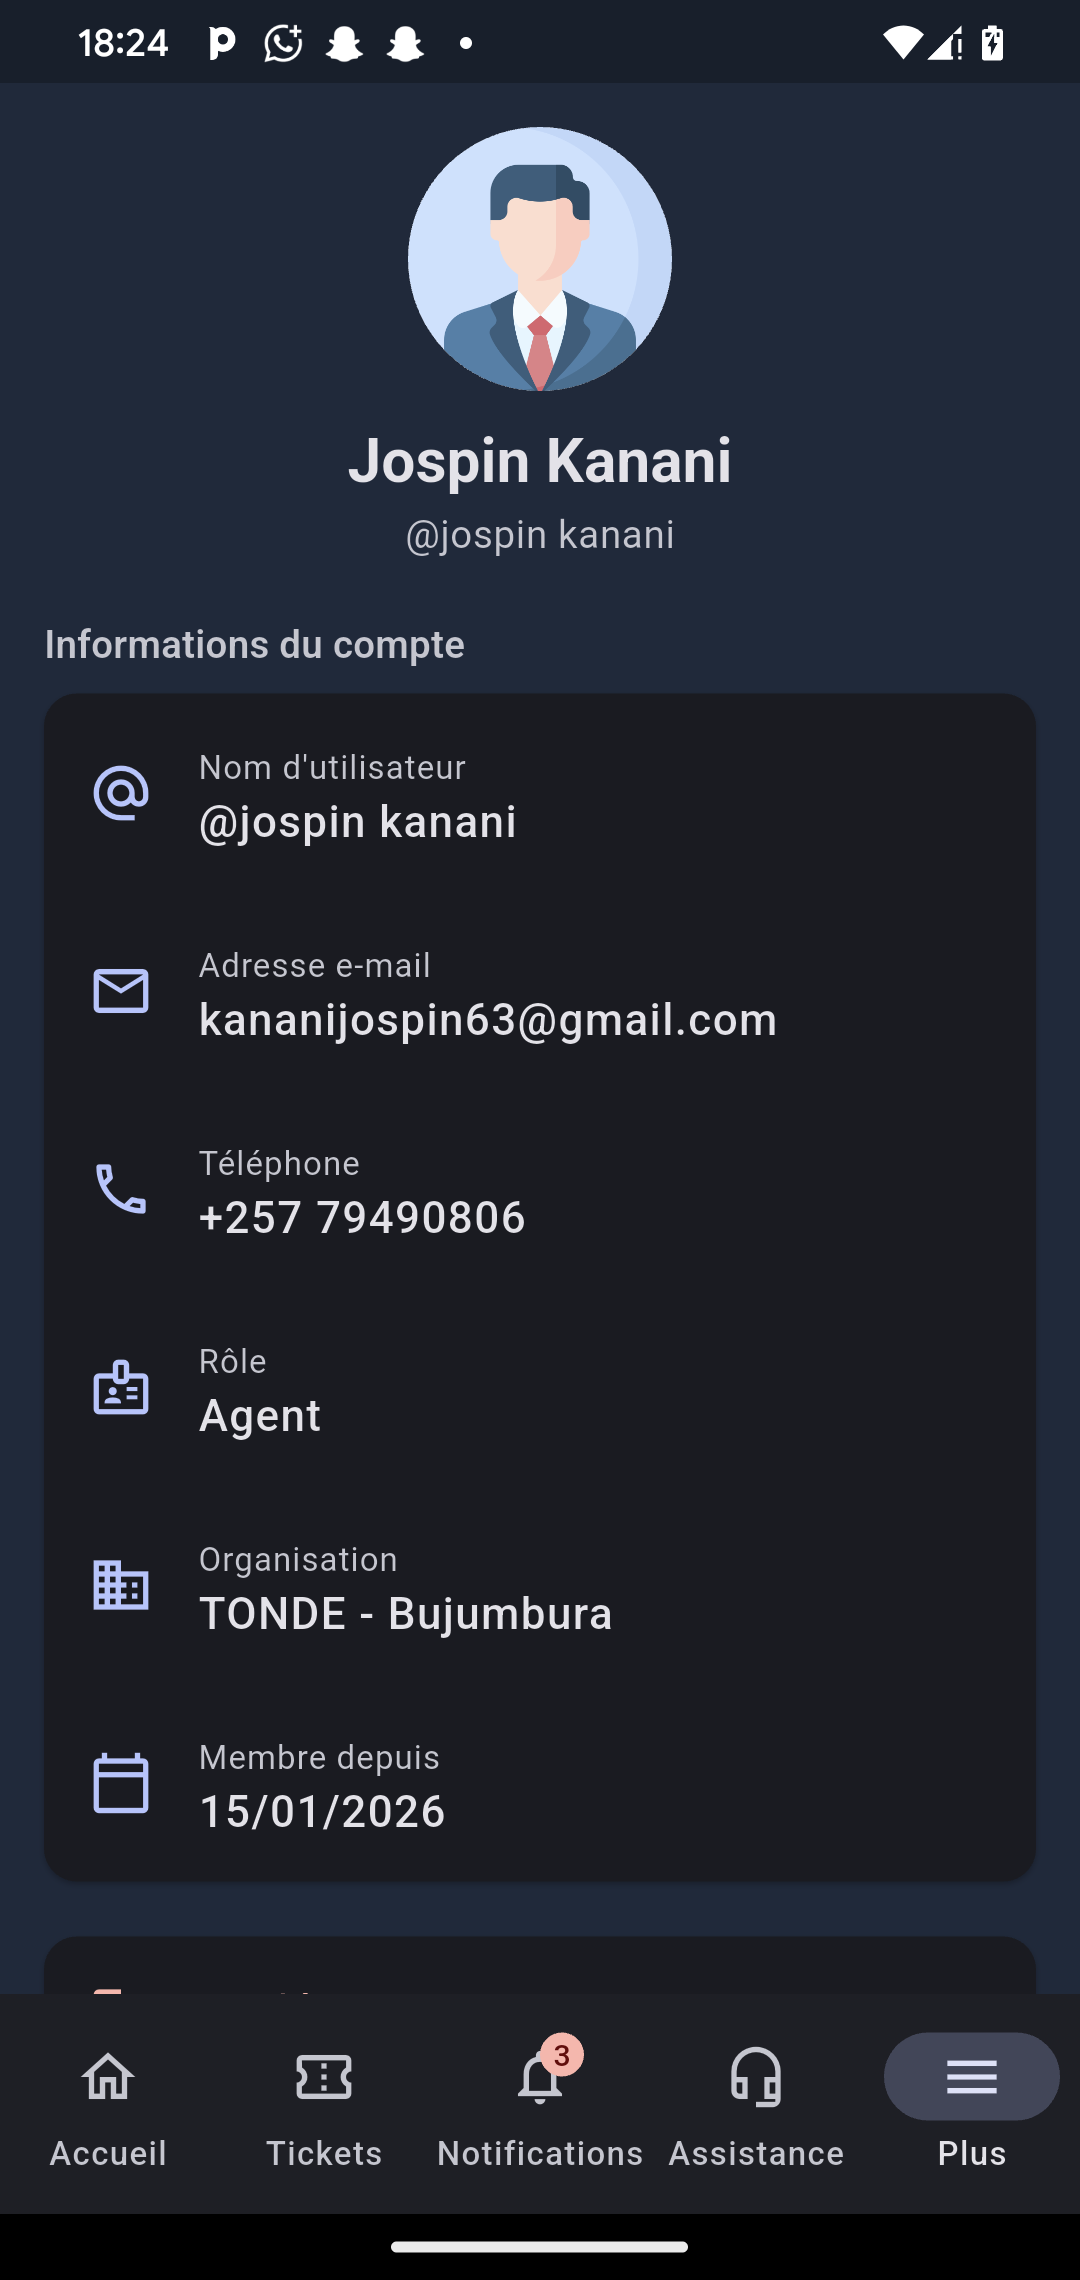 18:24
Jospin Kanani
@jospin kanani
Informations du compte
Nom d'utilisateur
@jospin kanani
Adresse e-mail
kananijospin63@gmail.com
Téléphone
+257 79490806
Rôle
Agent
Organisation
TONDE - Bujumbura
Membre depuis
15/01/2026
3
Accueil
Tickets
Notifications
Assistance
Plus